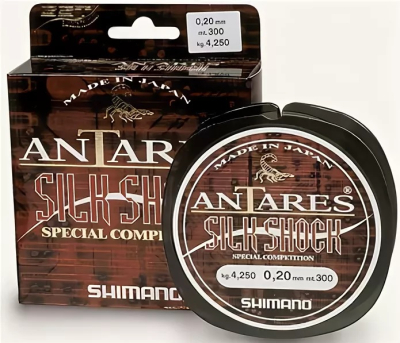 0,20 mm
mt. 300
kg. 4,250
MADE IN JAPAN
ANTARES
SILK SHOCK
SPECIAL COMPETITION
SHIMANO
MADE IN JAPAN
ANTARES®
SILK SHOCK
SPECIAL COMPETITION
kg. 4,250 0,20 mm mt. 300
SHIMANO